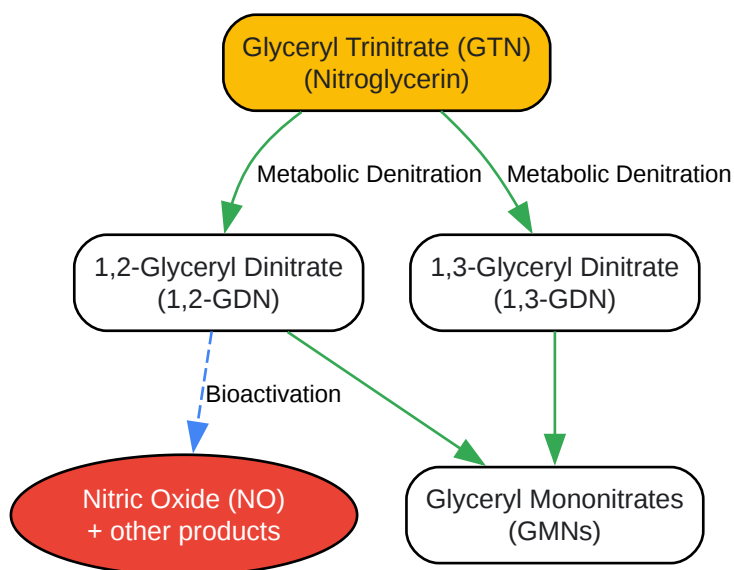 Glyceryl Trinitrate (GTN)
(Nitroglycerin)
Metabolic Denitration
Metabolic Denitration
1,2-Glyceryl Dinitrate
(1,2-GDN)
1,3-Glyceryl Dinitrate
(1,3-GDN)
Bioactivation
Nitric Oxide (NO)
+ other products
Glyceryl Mononitrates
(GMNs)